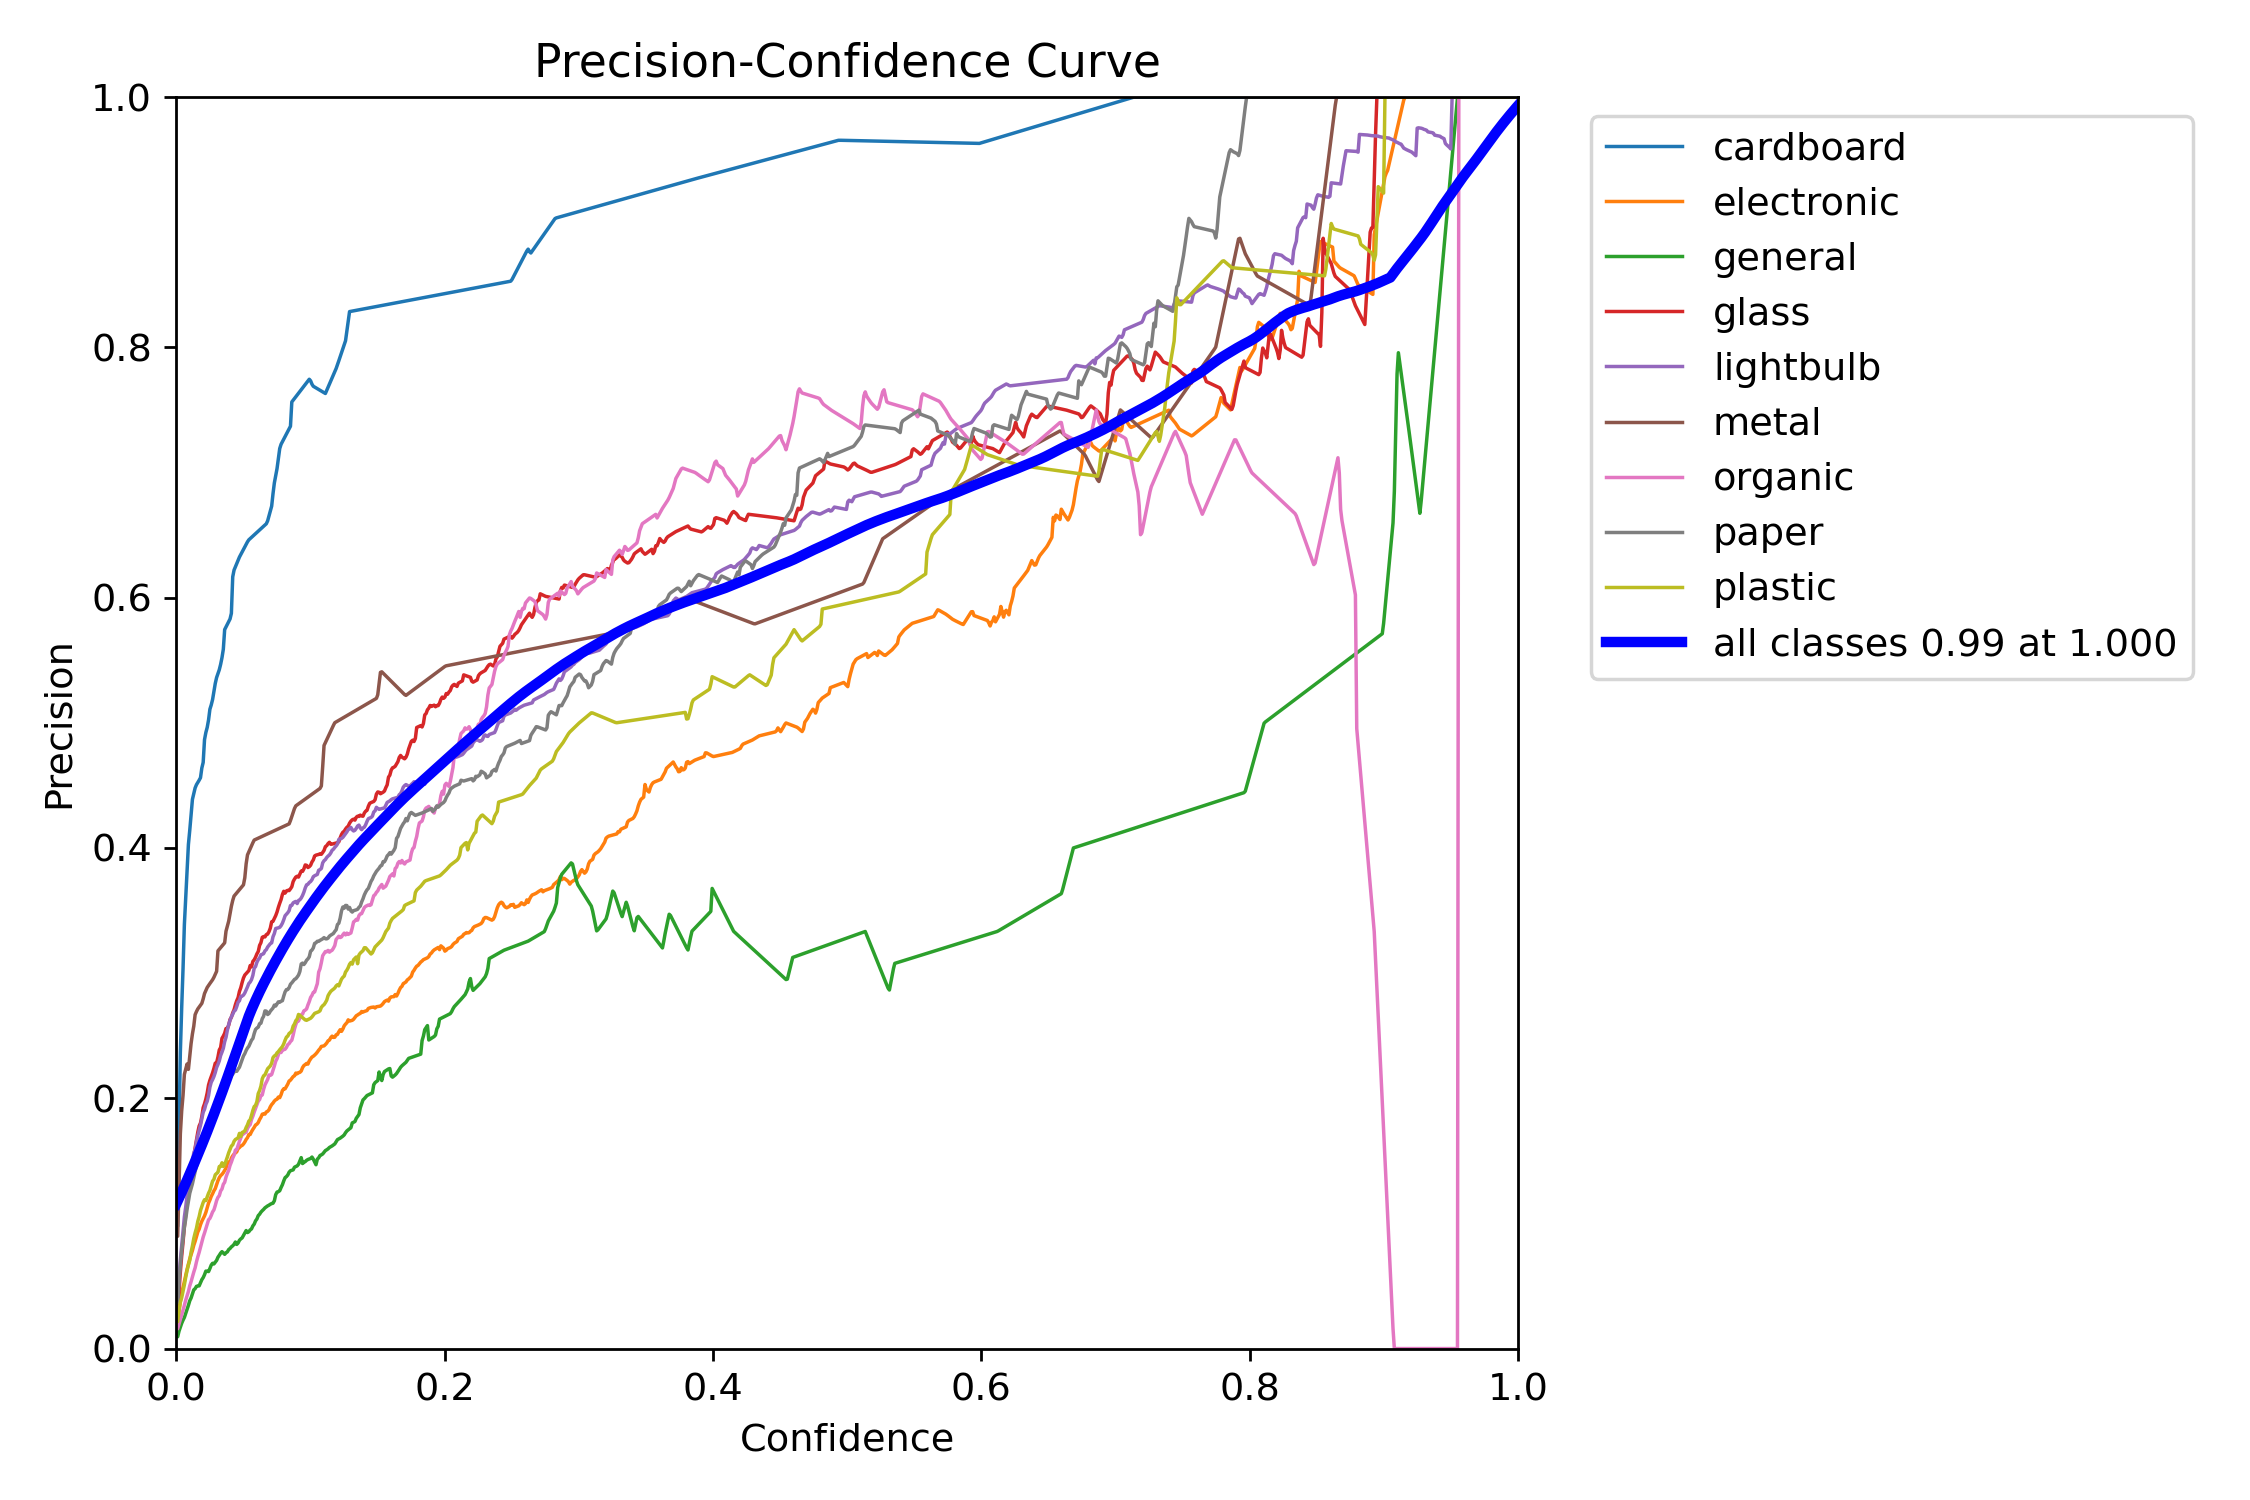 Precision-Confidence Curve
1.0
0.8
0.6
0.4
0.2
0.0
Precision
0.0 0.2 0.4 0.6 0.8 1.0
Confidence
cardboard
electronic
general
glass
lightbulb
metal
organic
paper
plastic
all classes 0.99 at 1.000